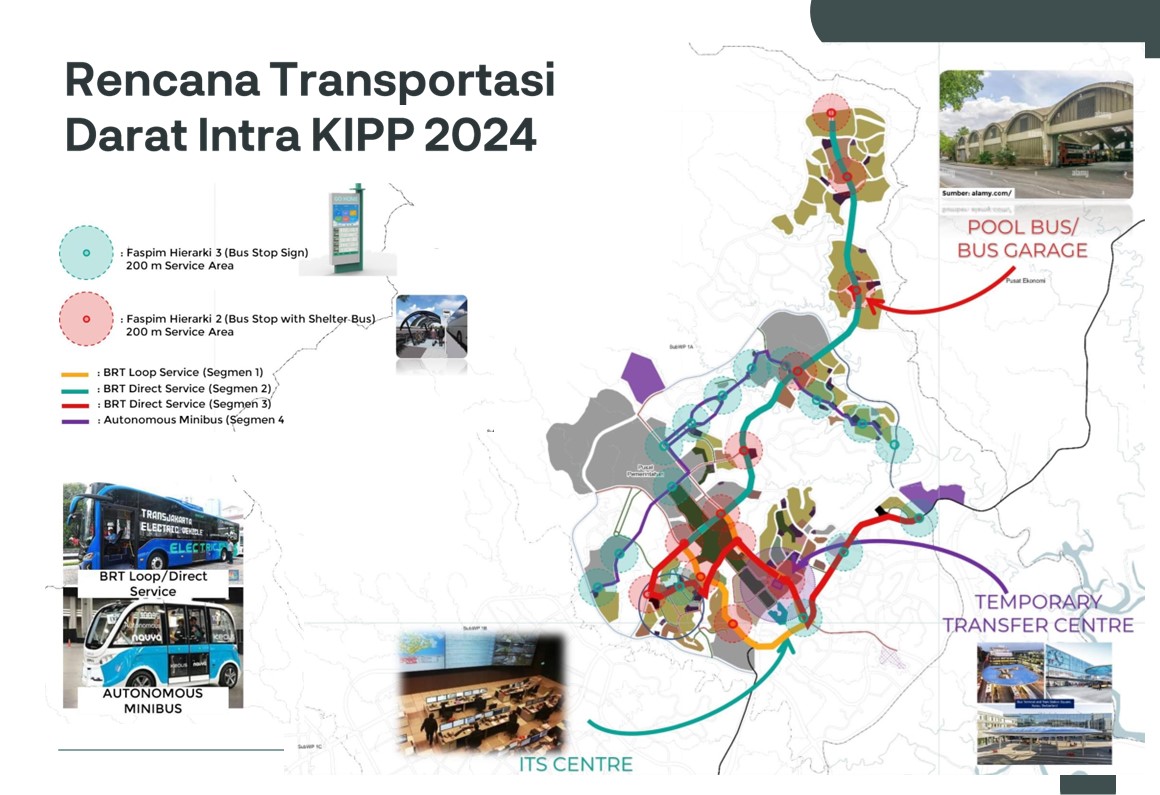 Rencana Transportasi
Darat Intra KIPP 2024
: Faspim Hierarki 3 (Bus Stop Sign)
200 m Service Area
: Faspim Hierarki 2 (Bus Stop with Shelter Bus)
200 m Service Area
: BRT Loop Service (Segmen 1)
: BRT Direct Service (Segmen 2)
: BRT Direct Service (Segmen 3)
: Autonomous Minibus (Segmen 4
TRANSJAKARTA
ELECTRIC VEHICLE
ELECTRIC
BRT Loop/Direct
Service
Autonomous
navya
AUTONOMOUS
MINIBUS
alamy
Sumber: alamy.com/
POOL BUS/
BUS GARAGE
Pusat Ekonomi
SubWP 1A
Pusat
Pemerintahan
SubWP 1B
SubWP 1C
TEMPORARY
TRANSFER CENTRE
ITS CENTRE